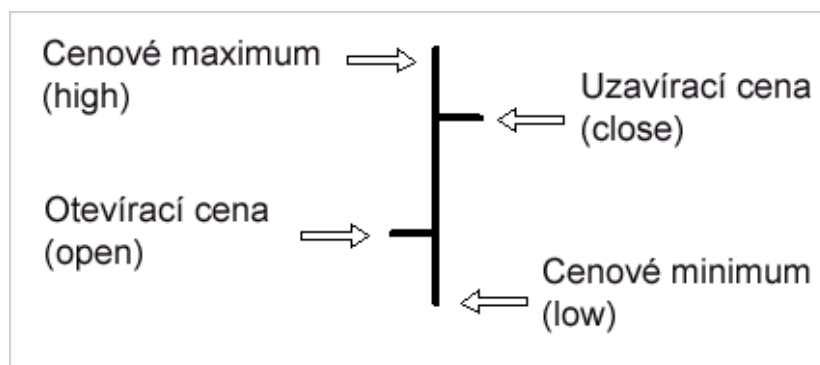 Cenové maximum
(high)
Uzavírací cena
(close)
Otevírací cena
(open)
Cenové minimum
(low)